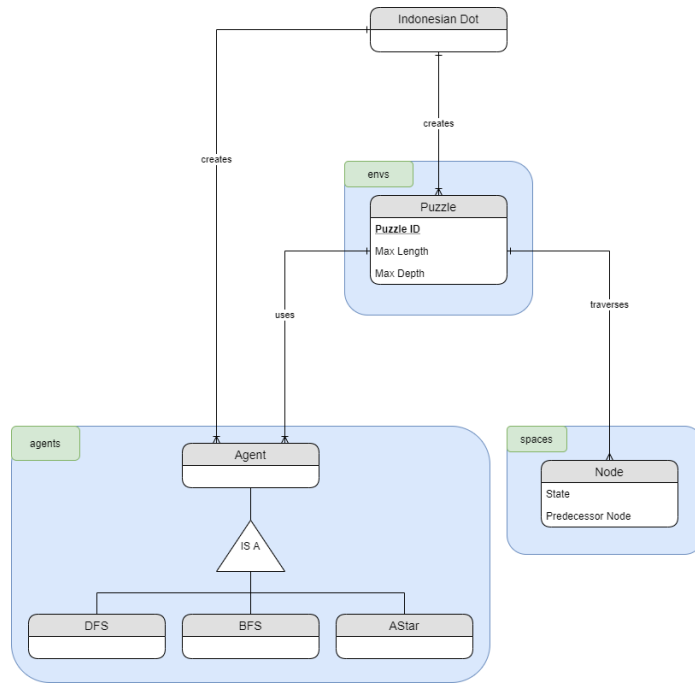 Indonesian Dot
creates
creates
envs
Puzzle
Puzzle ID
Max Length
Max Depth
uses
traverses
agents
Agent
spaces
Node
State
Predecessor Node
IS A
DFS
BFS
AStar